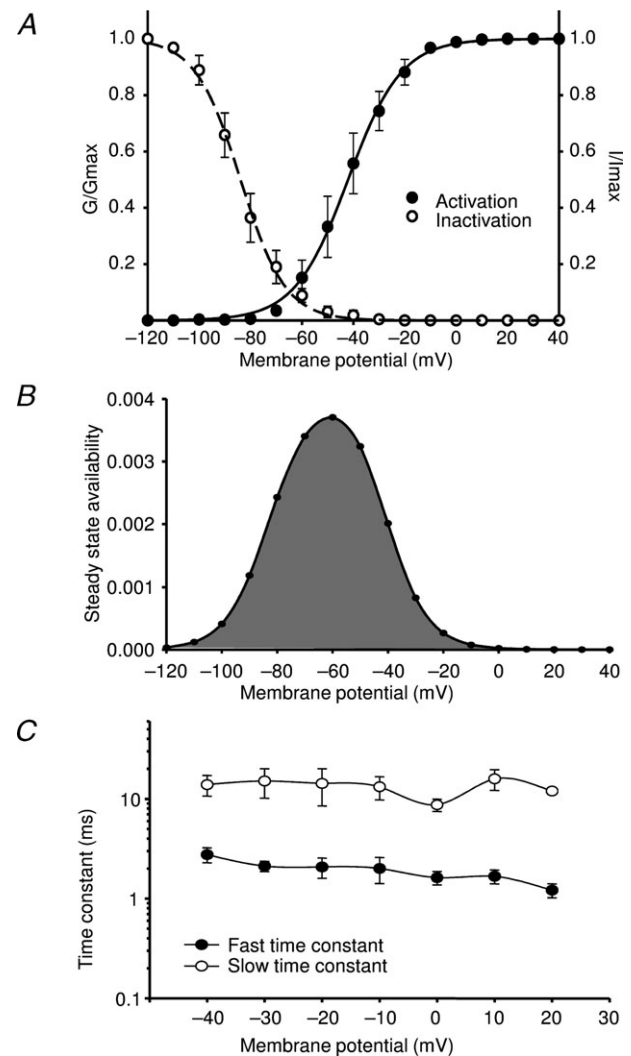 A
1.0
0.8
0.6
0.4
0.2
G/Gmax
1.0
0.8
0.6
0.4
0.2
I/Imax
Activation
Inactivation
−120 −100 −80 −60 −40 −20 0 20 40
Membrane potential (mV)
B
0.004
0.003
0.002
0.001
0.000
Steady state availability
−120 −100 −80 −60 −40 −20 0 20 40
Membrane potential (mV)
C
10
1
0.1
Time constant (ms)
Fast time constant
Slow time constant
−40 −30 −20 −10 0 10 20 30
Membrane potential (mV)